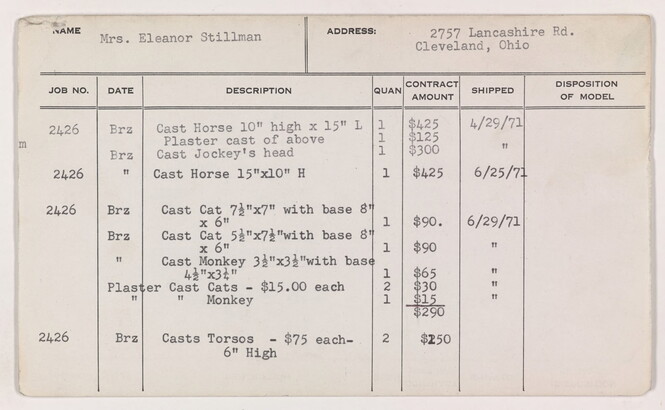 NAME Mrs. Eleanor Stillman ADDRESS: 2757 Lancashire Rd.
Cleveland, Ohio
JOB NO. DATE DESCRIPTION QUAN CONTRACT AMOUNT SHIPPED DISPOSITION OF MODEL
2426 Brz Cast Horse 10" high x 15" L 1 $425 4/29/71
Plaster cast of above 1 $125
m
Brz Cast Jockey's head 1 $300 "
2426 " Cast Horse 15"x10" H 1 $425 6/25/71
2426 Brz Cast Cat 7½"x7" with base 8"
x 6" 1 $90. 6/29/71
Brz Cast Cat 5½"x7½"with base 8"
x 6" 1 $90 "
" Cast Monkey 3½"x3½"with base
4½"x3¼" 1 $65 "
Plaster Cast Cats - $15.00 each 2 $30 "
" " Monkey 1 $15 "
$290
2426 Brz Casts Torsos - $75 each- 2 $150
6" High